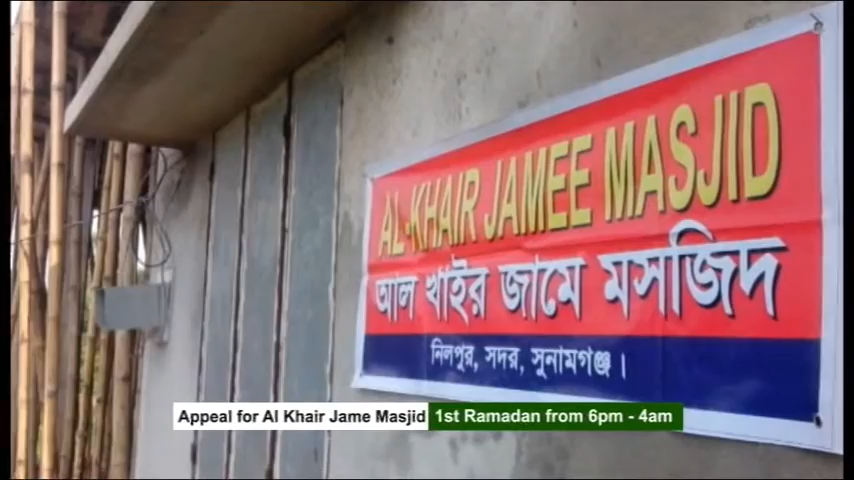 AL-KHAIR JAMEE MASJID
আল খাইর জামে মসজিদ
নিলপুর, সদর, সুনামগঞ্জ।
Appeal for Al Khair Jame Masjid 1st Ramadan from 6pm - 4am